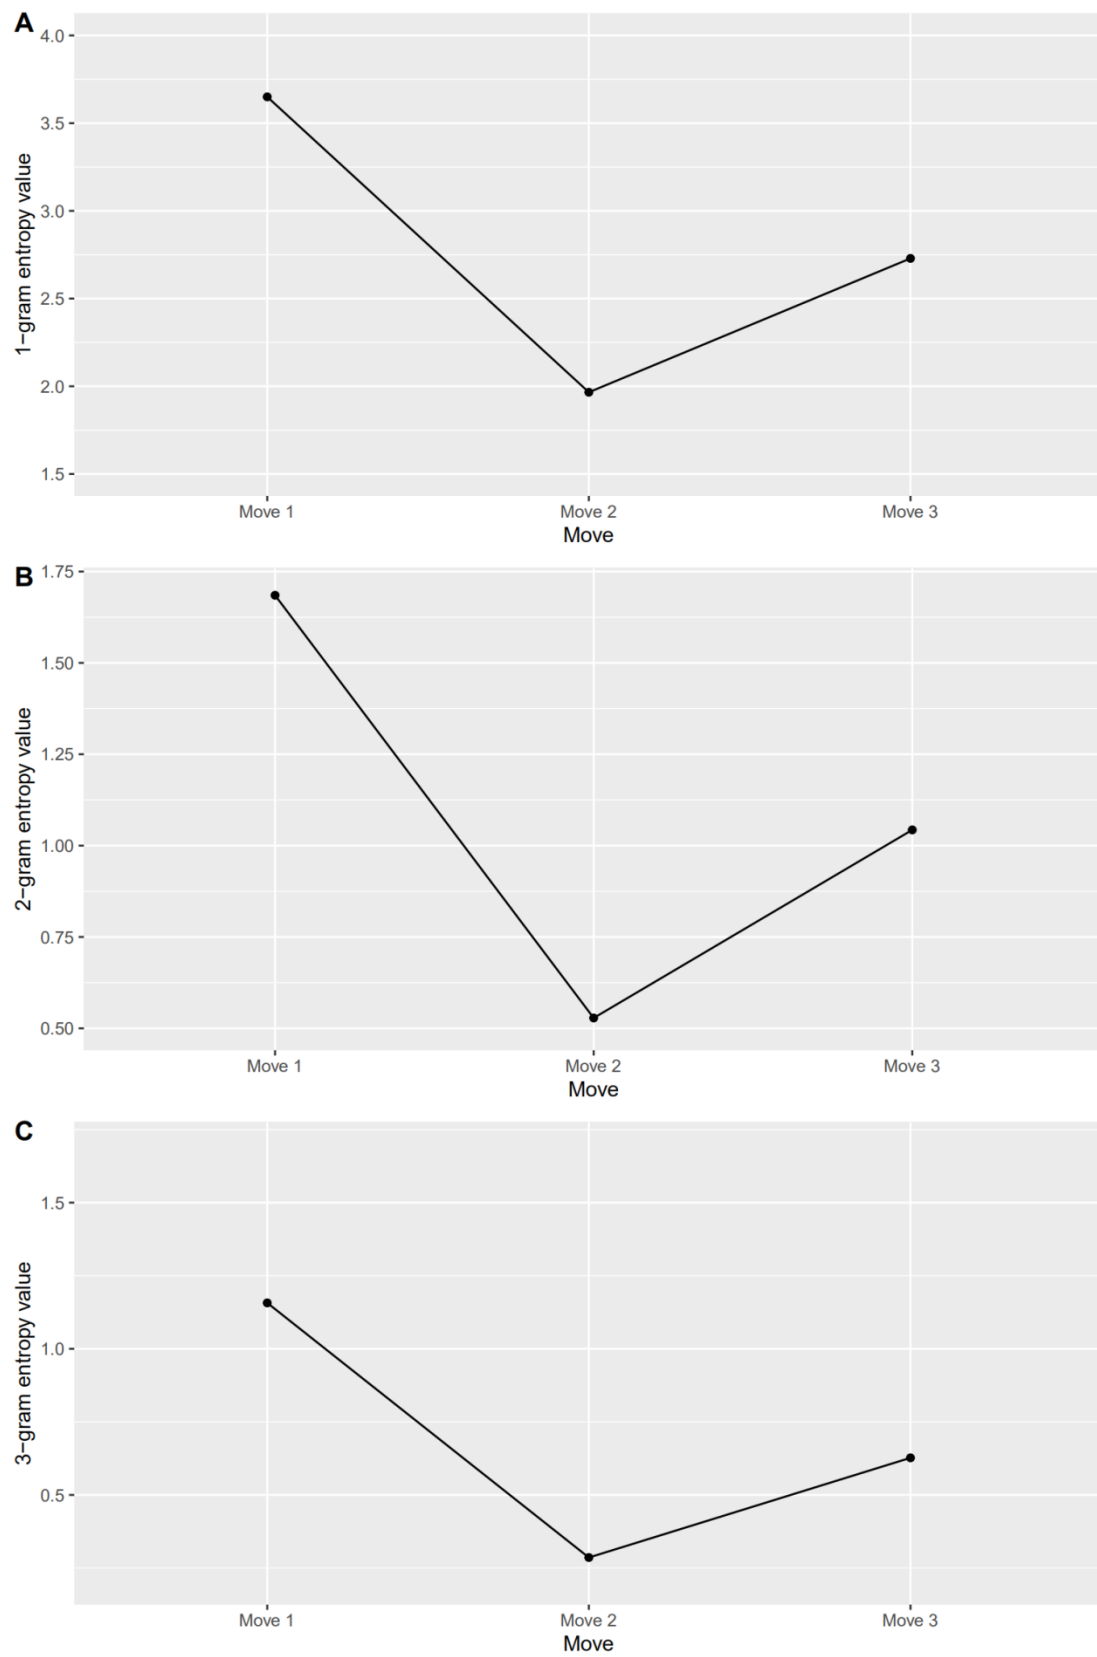 A
4.0
3.5
3.0
2.5
2.0
1.5
1−gram entropy value
Move 1 Move 2 Move 3
Move
B
1.75
1.50
1.25
1.00
0.75
0.50
2−gram entropy value
Move 1 Move 2 Move 3
Move
C
1.5
1.0
0.5
3−gram entropy value
Move 1 Move 2 Move 3
Move